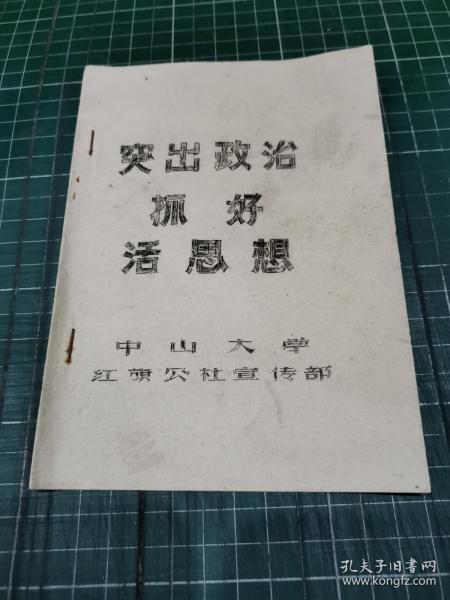 突出政治
抓好
活思想
中山大学
红旗公社宣传部
孔夫子旧书网
www.kongfz.com